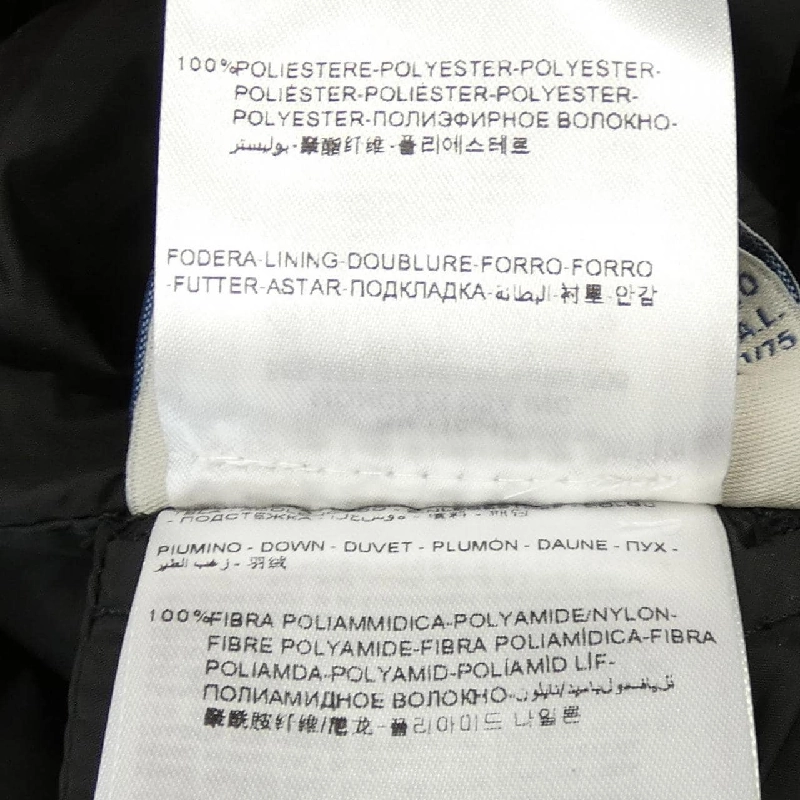 100%POLIESTERE-POLYESTER-POLYESTER-
POLIÉSTER-POLIÉSTER-POLYESTER-
POLYESTER-ПОЛИЭФИРНОЕ ВОЛОКНО-
بوليستر-聚酯纤维-폴리에스테르
FODERA-LINING-DOUBLURE-FORRO-FORRO
-FUTTER-ASTAR-ПОДКЛАДКА-البطانة-衬里-안감
A.L.
1/75
- ПОДСТЕЖКА -
PIUMINO - DOWN - DUVET - PLUMÓN - DAUNE - ПУХ -
زغب الطير - 羽绒
100%FIBRA POLIAMMIDICA-POLYAMIDE/NYLON-
FIBRE POLYAMIDE-FIBRA POLIAMÍDICA-FIBRA
POLIAMDA-POLYAMID-POLİAMİD LİF-
ПОЛИАМИДНОЕ ВОЛОКНО-
聚酰胺纤维/尼龙-폴리아미드 나일론